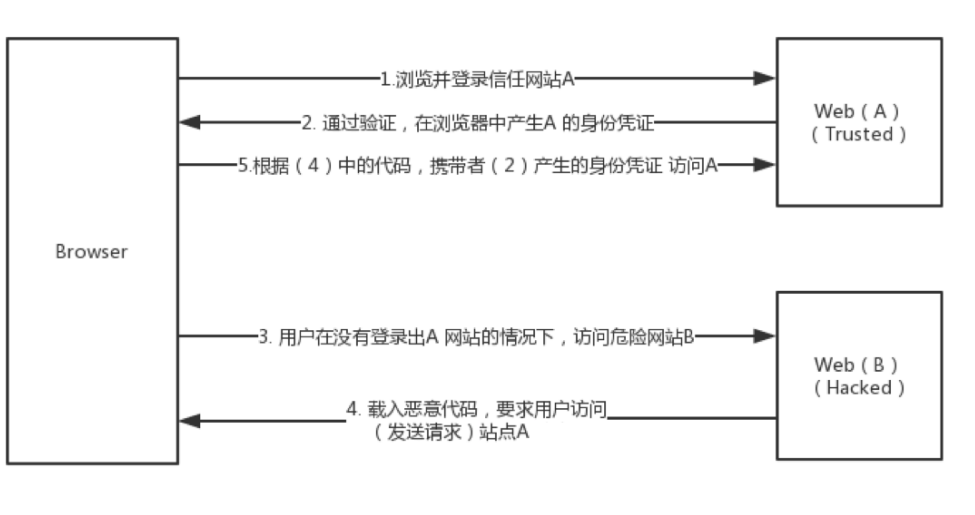 1.浏览并登录信任网站A
2. 通过验证，在浏览器中产生A 的身份凭证
5.根据（4）中的代码，携带者（2）产生的身份凭证 访问A
Web（A）
（Trusted）
Browser
3. 用户在没有登录出A 网站的情况下，访问危险网站B
4. 载入恶意代码，要求用户访问
（发送请求）站点A
Web（B）
（Hacked）